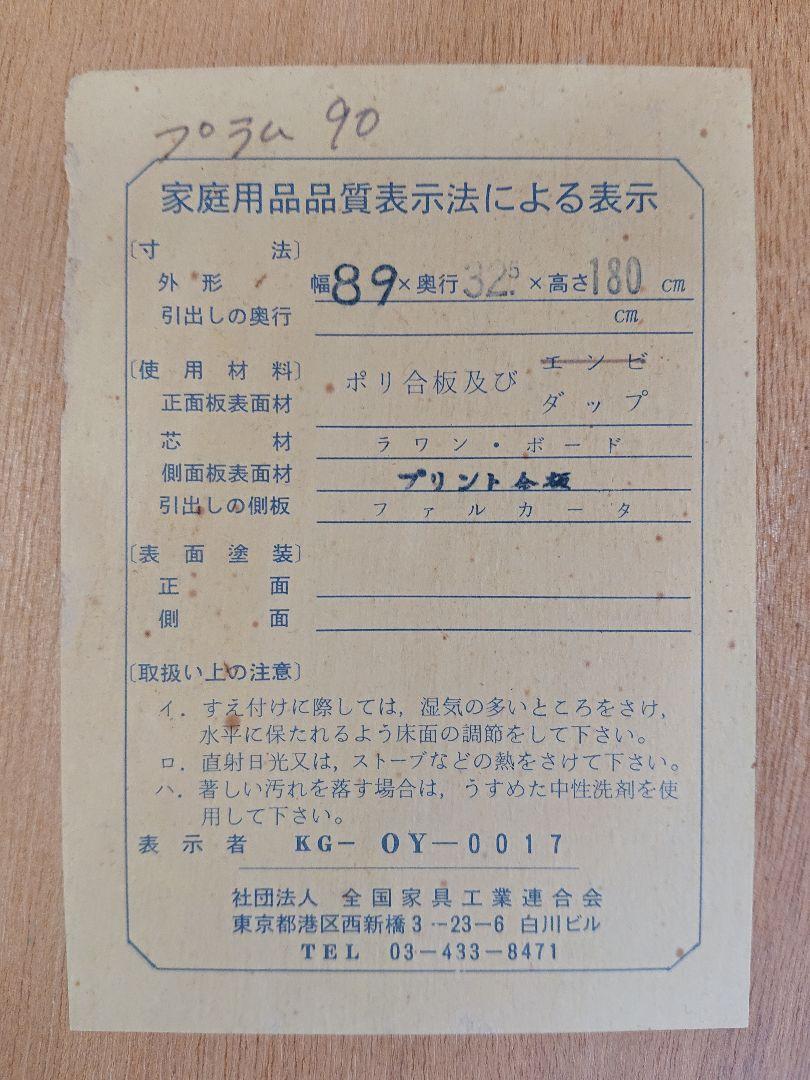 プラム 90
家庭用品品質表示法による表示
〔寸法〕
外形 幅89×奥行32.5×高さ180cm
引出しの奥行 cm
〔使用材料〕
正面板表面材 ポリ合板及び エンビ ダップ
芯材 ラワン・ボード
側面板表面材 プリント合板
引出しの側板 ファルカータ
〔表面塗装〕
正面
側面
〔取扱い上の注意〕
イ．すえ付けに際しては，湿気の多いところをさけ，
水平に保たれるよう床面の調節をして下さい。
ロ．直射日光又は，ストーブなどの熱をさけて下さい。
ハ．著しい汚れを落す場合は，うすめた中性洗剤を使
用して下さい。
表示者 KG－OY－0017
社団法人 全国家具工業連合会
東京都港区西新橋3－23－6 白川ビル
TEL 03－433－8471